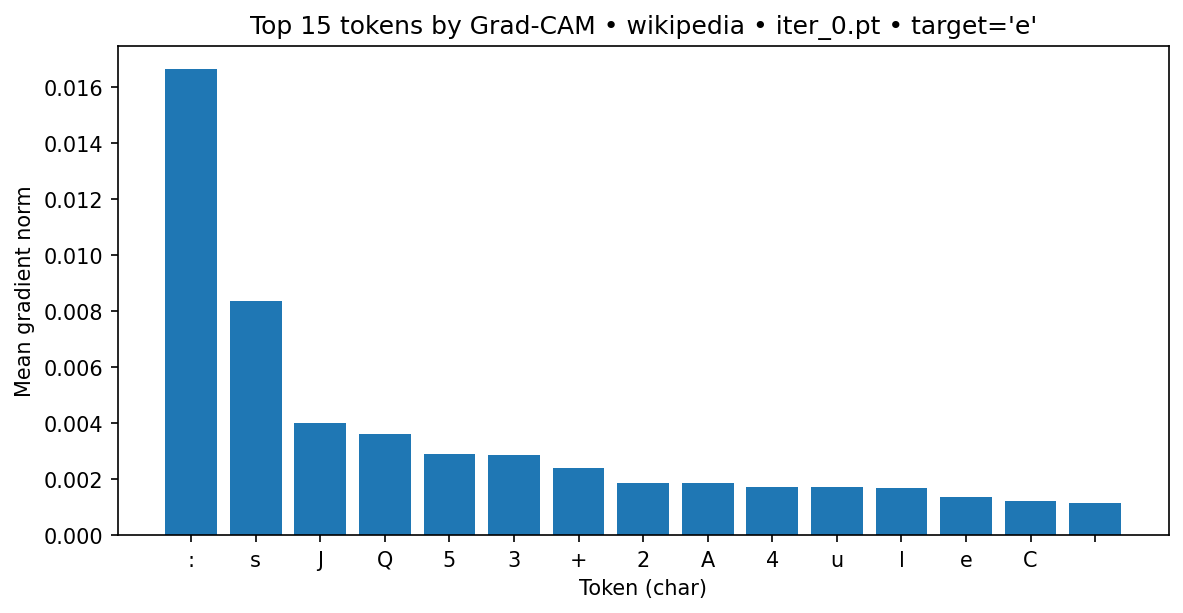 Top 15 tokens by Grad-CAM • wikipedia • iter_0.pt • target='e'
Mean gradient norm
0.016
0.014
0.012
0.010
0.008
0.006
0.004
0.002
0.000
: s J Q 5 3 + 2 A 4 u l e C
Token (char)